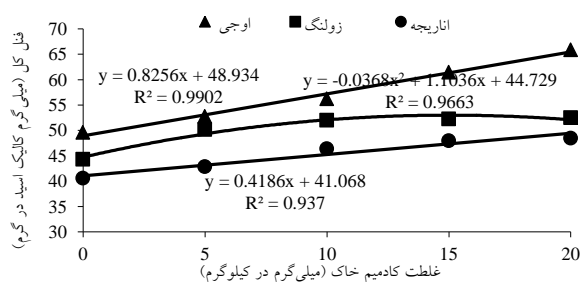 اوجی
زولنگ
اناریجه
فنل کل (میلی‌گرم گالیک اسید در گرم)
70
65
60
55
50
45
40
35
30
y = 0.8256x + 48.934
R² = 0.9902
y = -0.0368x² + 1.1036x + 44.729
R² = 0.9663
y = 0.4186x + 41.068
R² = 0.937
0 5 10 15 20
غلطت کادمیم خاک (میلی‌گرم در کیلوگرم)